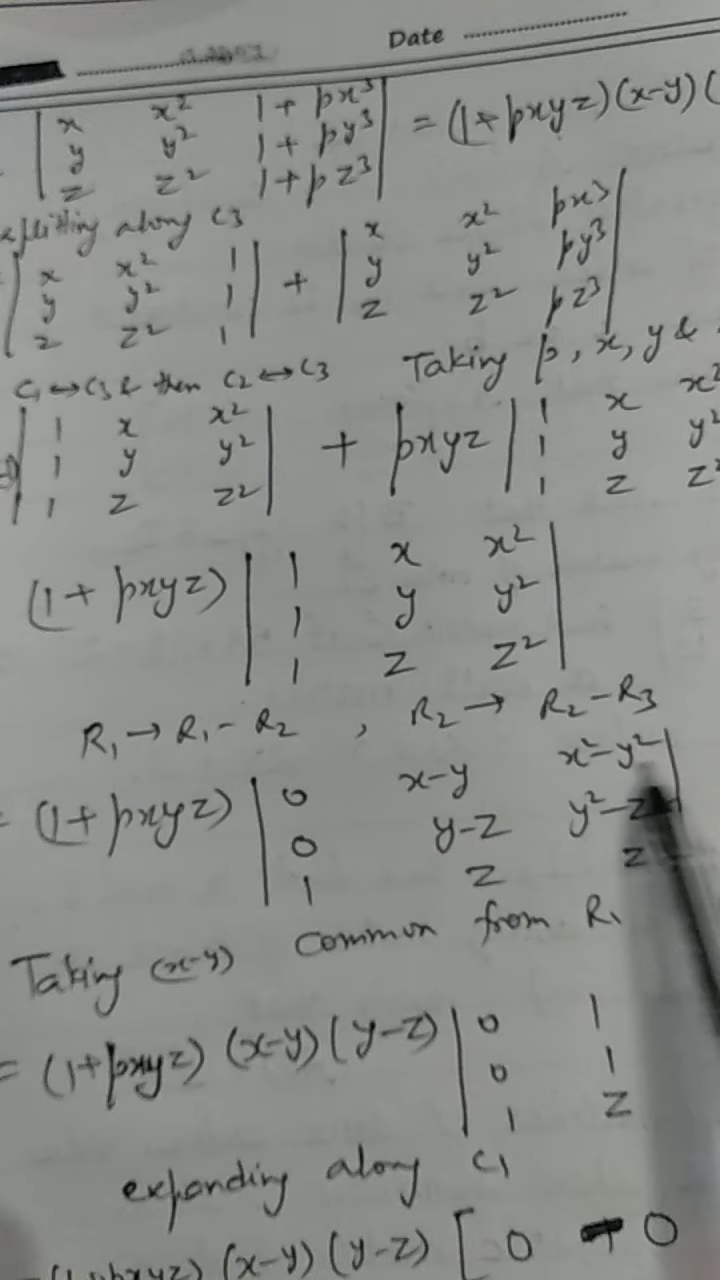 Date
| x x² 1 + px³ | = (1 + pxyz) (x-y) (
| y y² 1 + py³ |
| z z² 1 + pz³ |
along C3
| x x² 1 | + | x x² px³ |
| y y² 1 | | y y² py³ |
| z z² 1 | | z z² pz³ |
C₁ ↔ C3 & then C2 ↔ C3 Taking p, x, y &
⇒ | 1 x x² | + pxyz | 1 x x²
| 1 y y² | | 1 y y²
| 1 z z² | | 1 z z²
(1 + pxyz) | 1 x x² |
| 1 y y² |
| 1 z z² |
R₁ → R₁ - R₂ , R₂ → R₂ - R₃
= (1 + pxyz) | 0 x-y x²-y² |
| 0 y-z y²-z
| 1 z z
Taking (x-y) common from R₁
= (1+pxyz) (x-y) (y-z) | 0 1
| 0 1
| 1 z
expanding along C₁
(x-y) (y-z) [ 0 + 0